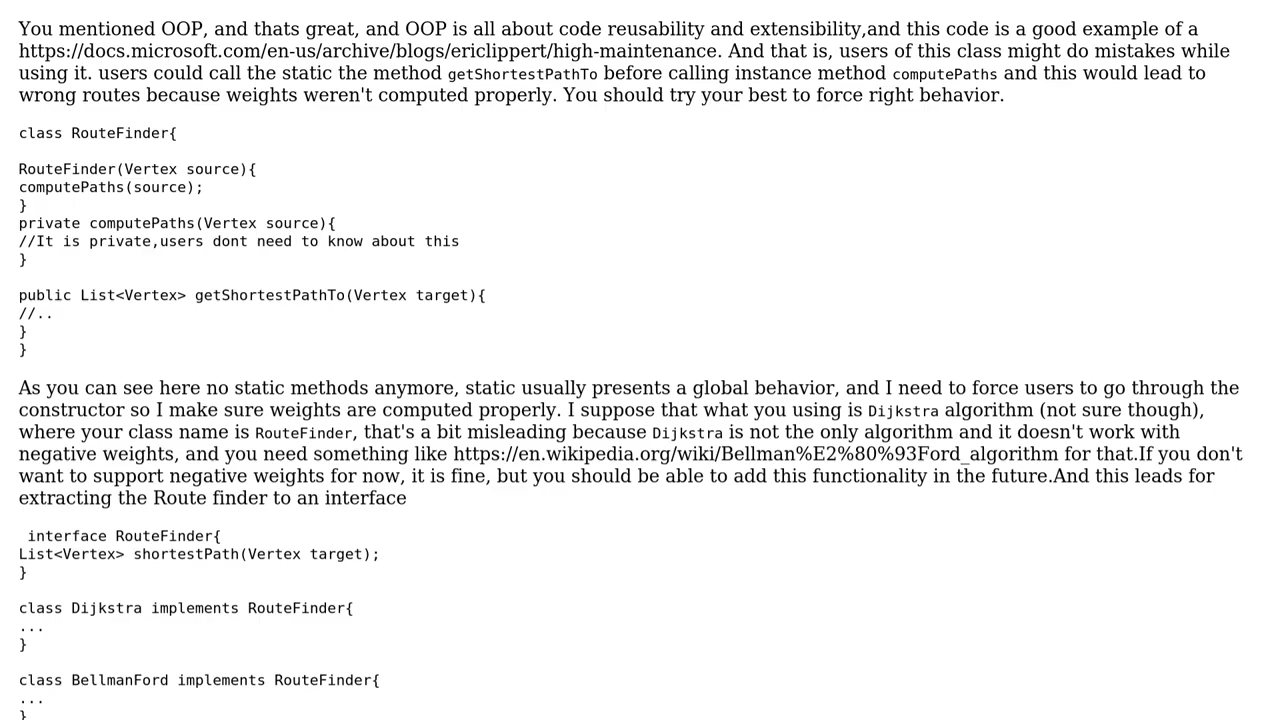 You mentioned OOP, and thats great, and OOP is all about code reusability and extensibility,and this code is a good example of a
https://docs.microsoft.com/en-us/archive/blogs/ericlippert/high-maintenance. And that is, users of this class might do mistakes while
using it. users could call the static the method getShortestPathTo before calling instance method computePaths and this would lead to
wrong routes because weights weren't computed properly. You should try your best to force right behavior.
class RouteFinder{
RouteFinder(Vertex source){
computePaths(source);
}
private computePaths(Vertex source){
//It is private,users dont need to know about this
}
public List<Vertex> getShortestPathTo(Vertex target){
//..
}
}
As you can see here no static methods anymore, static usually presents a global behavior, and I need to force users to go through the
constructor so I make sure weights are computed properly. I suppose that what you using is Dijkstra algorithm (not sure though),
where your class name is RouteFinder, that's a bit misleading because Dijkstra is not the only algorithm and it doesn't work with
negative weights, and you need something like https://en.wikipedia.org/wiki/Bellman%E2%80%93Ford_algorithm for that.If you don't
want to support negative weights for now, it is fine, but you should be able to add this functionality in the future.And this leads for
extracting the Route finder to an interface
interface RouteFinder{
List<Vertex> shortestPath(Vertex target);
}
class Dijkstra implements RouteFinder{
...
}
class BellmanFord implements RouteFinder{
...
}